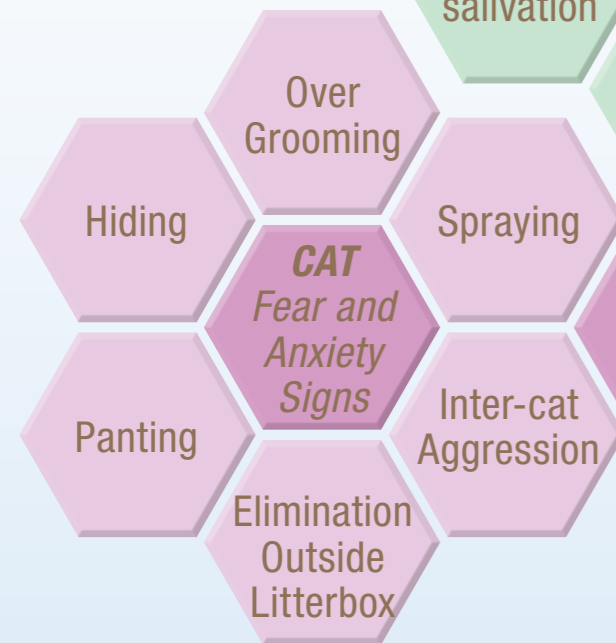 salivation
Over
Grooming
Hiding
Spraying
CAT
Fear and
Anxiety
Signs
Panting
Inter-cat
Aggression
Elimination
Outside
Litterbox